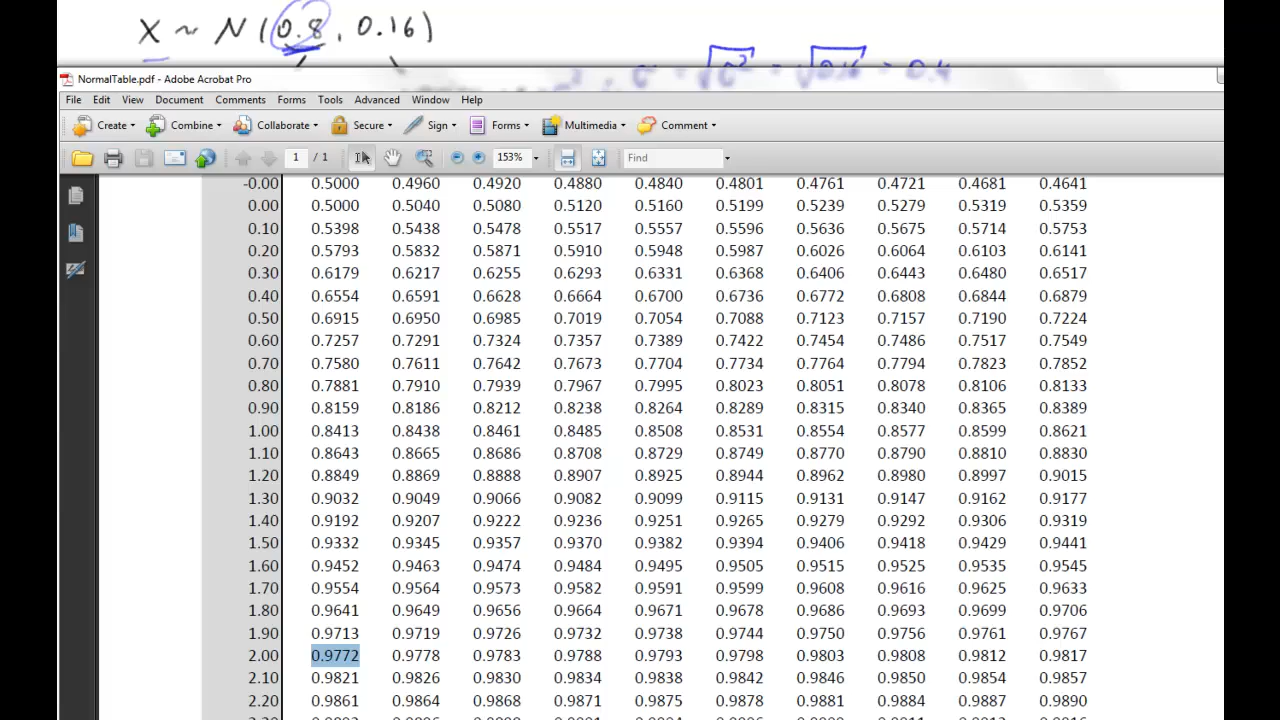 X ~ N (0.8, 0.16)
σ = √σ² = √0.16 = 0.4
NormalTable.pdf - Adobe Acrobat Pro
File Edit View Document Comments Forms Tools Advanced Window Help
Create Combine Collaborate Secure Sign Forms Multimedia Comment
1 / 1 153% Find
-0.00 0.5000 0.4960 0.4920 0.4880 0.4840 0.4801 0.4761 0.4721 0.4681 0.4641
0.00 0.5000 0.5040 0.5080 0.5120 0.5160 0.5199 0.5239 0.5279 0.5319 0.5359
0.10 0.5398 0.5438 0.5478 0.5517 0.5557 0.5596 0.5636 0.5675 0.5714 0.5753
0.20 0.5793 0.5832 0.5871 0.5910 0.5948 0.5987 0.6026 0.6064 0.6103 0.6141
0.30 0.6179 0.6217 0.6255 0.6293 0.6331 0.6368 0.6406 0.6443 0.6480 0.6517
0.40 0.6554 0.6591 0.6628 0.6664 0.6700 0.6736 0.6772 0.6808 0.6844 0.6879
0.50 0.6915 0.6950 0.6985 0.7019 0.7054 0.7088 0.7123 0.7157 0.7190 0.7224
0.60 0.7257 0.7291 0.7324 0.7357 0.7389 0.7422 0.7454 0.7486 0.7517 0.7549
0.70 0.7580 0.7611 0.7642 0.7673 0.7704 0.7734 0.7764 0.7794 0.7823 0.7852
0.80 0.7881 0.7910 0.7939 0.7967 0.7995 0.8023 0.8051 0.8078 0.8106 0.8133
0.90 0.8159 0.8186 0.8212 0.8238 0.8264 0.8289 0.8315 0.8340 0.8365 0.8389
1.00 0.8413 0.8438 0.8461 0.8485 0.8508 0.8531 0.8554 0.8577 0.8599 0.8621
1.10 0.8643 0.8665 0.8686 0.8708 0.8729 0.8749 0.8770 0.8790 0.8810 0.8830
1.20 0.8849 0.8869 0.8888 0.8907 0.8925 0.8944 0.8962 0.8980 0.8997 0.9015
1.30 0.9032 0.9049 0.9066 0.9082 0.9099 0.9115 0.9131 0.9147 0.9162 0.9177
1.40 0.9192 0.9207 0.9222 0.9236 0.9251 0.9265 0.9279 0.9292 0.9306 0.9319
1.50 0.9332 0.9345 0.9357 0.9370 0.9382 0.9394 0.9406 0.9418 0.9429 0.9441
1.60 0.9452 0.9463 0.9474 0.9484 0.9495 0.9505 0.9515 0.9525 0.9535 0.9545
1.70 0.9554 0.9564 0.9573 0.9582 0.9591 0.9599 0.9608 0.9616 0.9625 0.9633
1.80 0.9641 0.9649 0.9656 0.9664 0.9671 0.9678 0.9686 0.9693 0.9699 0.9706
1.90 0.9713 0.9719 0.9726 0.9732 0.9738 0.9744 0.9750 0.9756 0.9761 0.9767
2.00 0.9772 0.9778 0.9783 0.9788 0.9793 0.9798 0.9803 0.9808 0.9812 0.9817
2.10 0.9821 0.9826 0.9830 0.9834 0.9838 0.9842 0.9846 0.9850 0.9854 0.9857
2.20 0.9861 0.9864 0.9868 0.9871 0.9875 0.9878 0.9881 0.9884 0.9887 0.9890